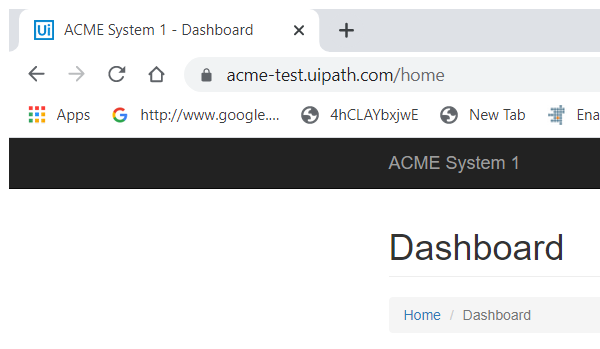 Ui ACME System 1 - Dashboard
acme-test.uipath.com/home
Apps http://www.google.... 4hCLAYbxjwE New Tab Ena
ACME System 1
Dashboard
Home / Dashboard